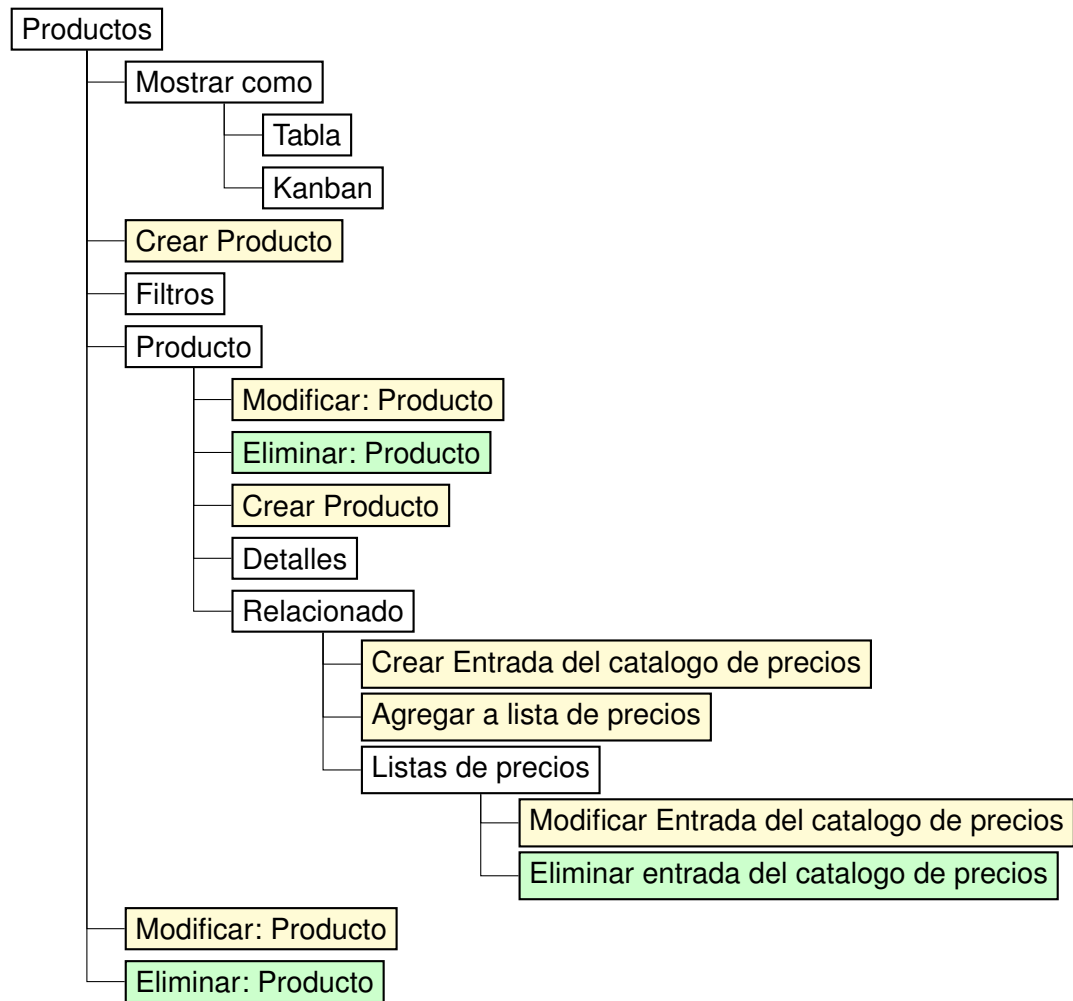 Productos
Mostrar como
Tabla
Kanban
Crear Producto
Filtros
Producto
Modificar: Producto
Eliminar: Producto
Crear Producto
Detalles
Relacionado
Crear Entrada del catalogo de precios
Agregar a lista de precios
Listas de precios
Modificar Entrada del catalogo de precios
Eliminar entrada del catalogo de precios
Modificar: Producto
Eliminar: Producto